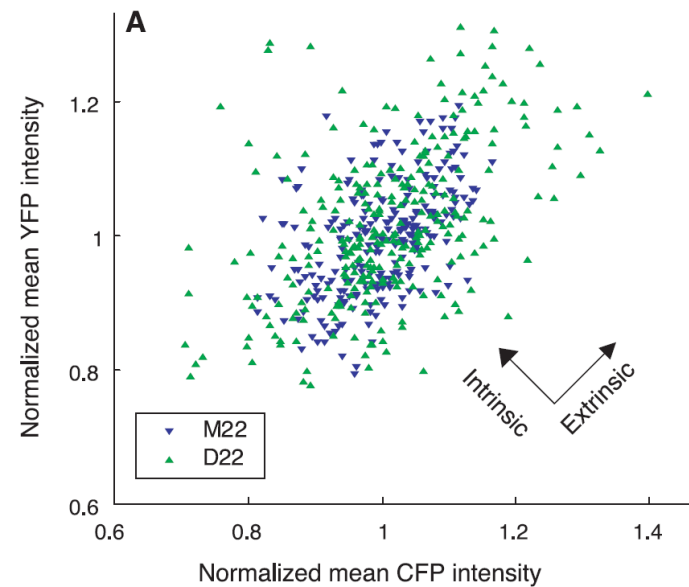 A
1.2
1
0.8
0.6
Normalized mean YFP intensity
Intrinsic
Extrinsic
M22
D22
0.6
0.8
1
1.2
1.4
Normalized mean CFP intensity